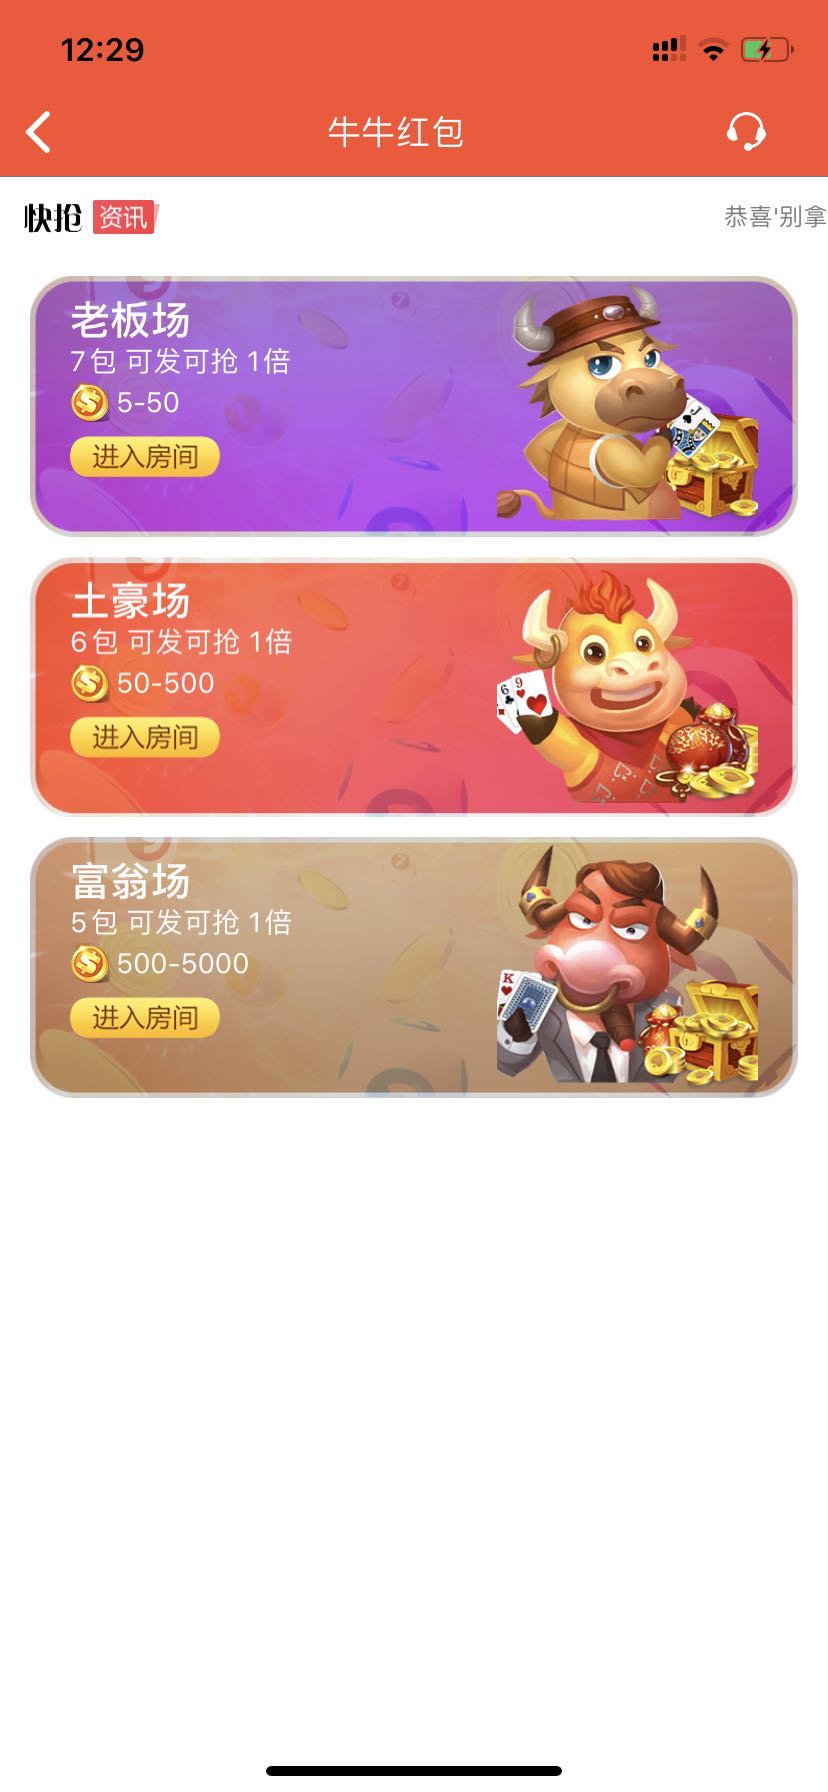 12:29
牛牛红包
快抢 资讯 恭喜'别拿
老板场
7包 可发可抢 1倍
5-50
进入房间
土豪场
6包 可发可抢 1倍
50-500
进入房间
富翁场
5包 可发可抢 1倍
500-5000
进入房间